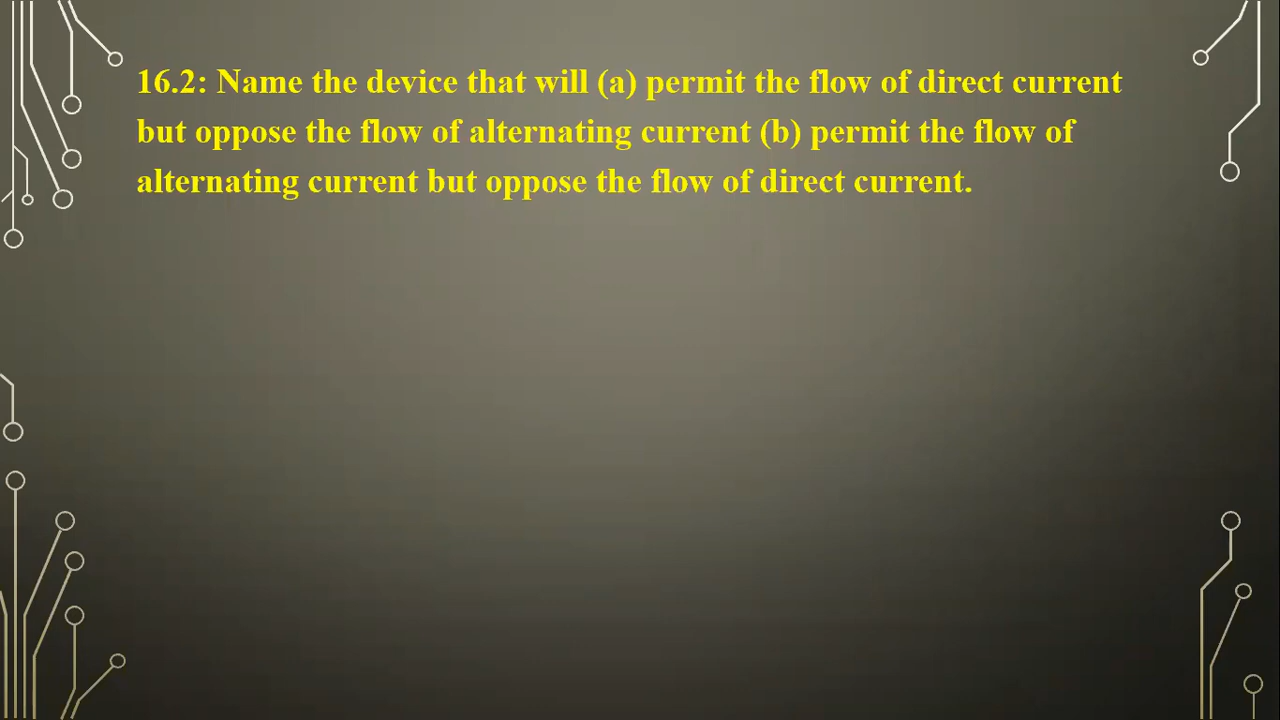 16.2: Name the device that will (a) permit the flow of direct current
but oppose the flow of alternating current (b) permit the flow of
alternating current but oppose the flow of direct current.